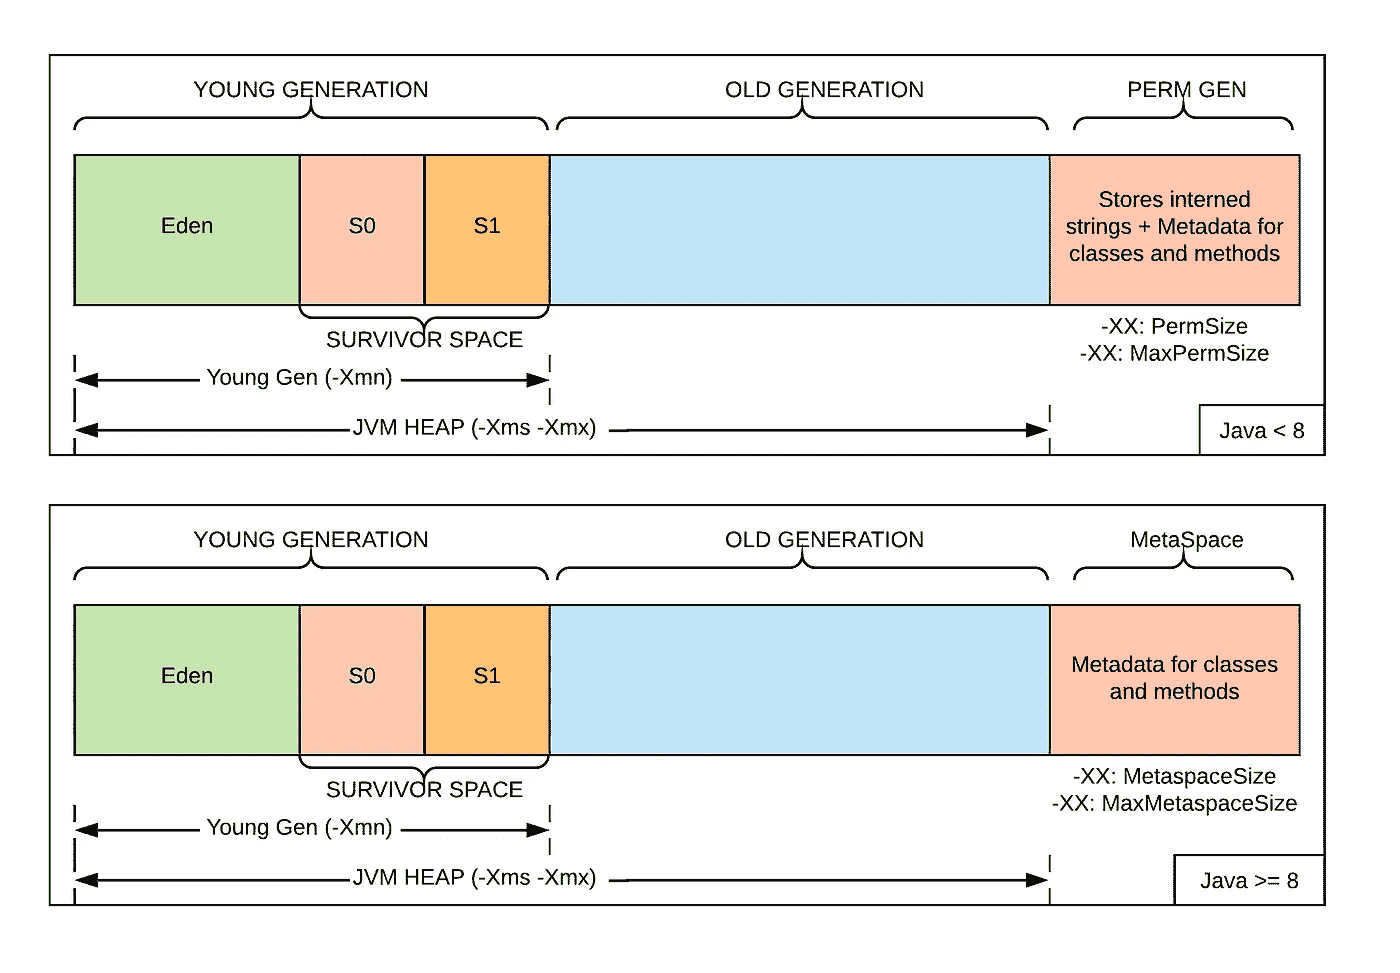 YOUNG GENERATION
OLD GENERATION
PERM GEN
Eden
S0
S1
Stores interned
strings + Metadata for
classes and methods
SURVIVOR SPACE
-XX: PermSize
-XX: MaxPermSize
Young Gen (-Xmn)
JVM HEAP (-Xms -Xmx)
Java < 8
YOUNG GENERATION
OLD GENERATION
MetaSpace
Eden
S0
S1
Metadata for classes
and methods
SURVIVOR SPACE
-XX: MetaspaceSize
-XX: MaxMetaspaceSize
Young Gen (-Xmn)
JVM HEAP (-Xms -Xmx)
Java >= 8